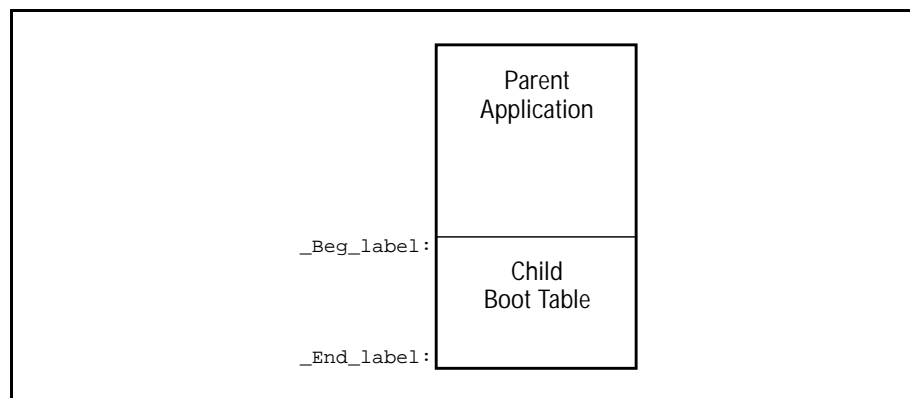 Parent
Application
_Beg_label:
Child
Boot Table
_End_label: